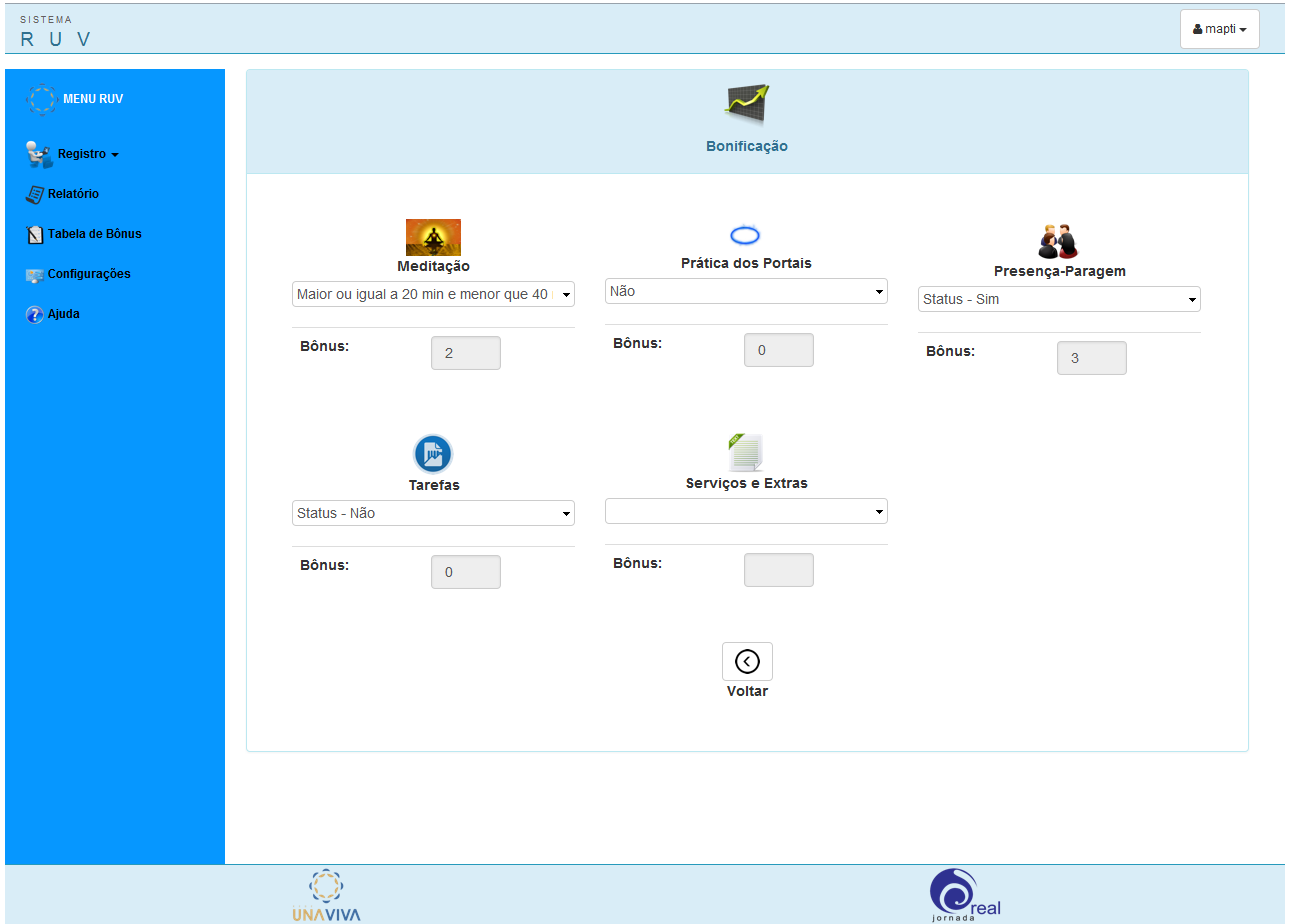 SISTEMA
R U V
mapti
MENU RUV
Registro
Relatório
Tabela de Bônus
Configurações
Ajuda
Bonificação
Meditação
Maior ou igual a 20 min e menor que 40
Bônus:
2
Prática dos Portais
Não
Bônus:
0
Presença-Paragem
Status - Sim
Bônus:
3
Tarefas
Status - Não
Bônus:
0
Serviços e Extras
Bônus:
Voltar
UNAVIVA
real
jornada